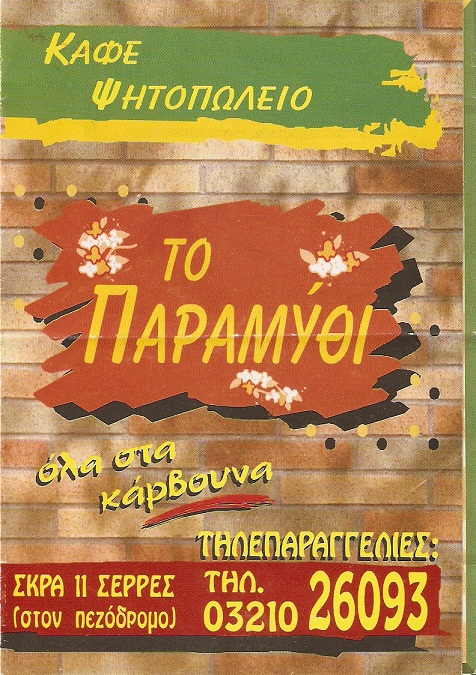 ΚΑΦΕ
ΨΗΤΟΠΩΛΕΙΟ
ΤΟ
ΠΑΡΑΜΥΘΙ
όλα στα
κάρβουνα
ΤΗΛΕΠΑΡΑΓΓΕΛΙΕΣ:
ΣΚΡΑ 11 ΣΕΡΡΕΣ
(στον πεζόδρομο)
ΤΗΛ.
03210 26093